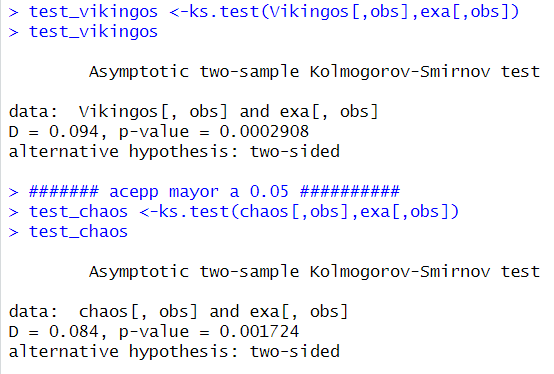 > test_vikingos <-ks.test(Vikingos[,obs],exa[,obs])
> test_vikingos
Asymptotic two-sample Kolmogorov-Smirnov test
data:  Vikingos[, obs] and exa[, obs]
D = 0.094, p-value = 0.0002908
alternative hypothesis: two-sided
> ####### acepp mayor a 0.05 ##########
> test_chaos <-ks.test(chaos[,obs],exa[,obs])
> test_chaos
Asymptotic two-sample Kolmogorov-Smirnov test
data:  chaos[, obs] and exa[, obs]
D = 0.084, p-value = 0.001724
alternative hypothesis: two-sided